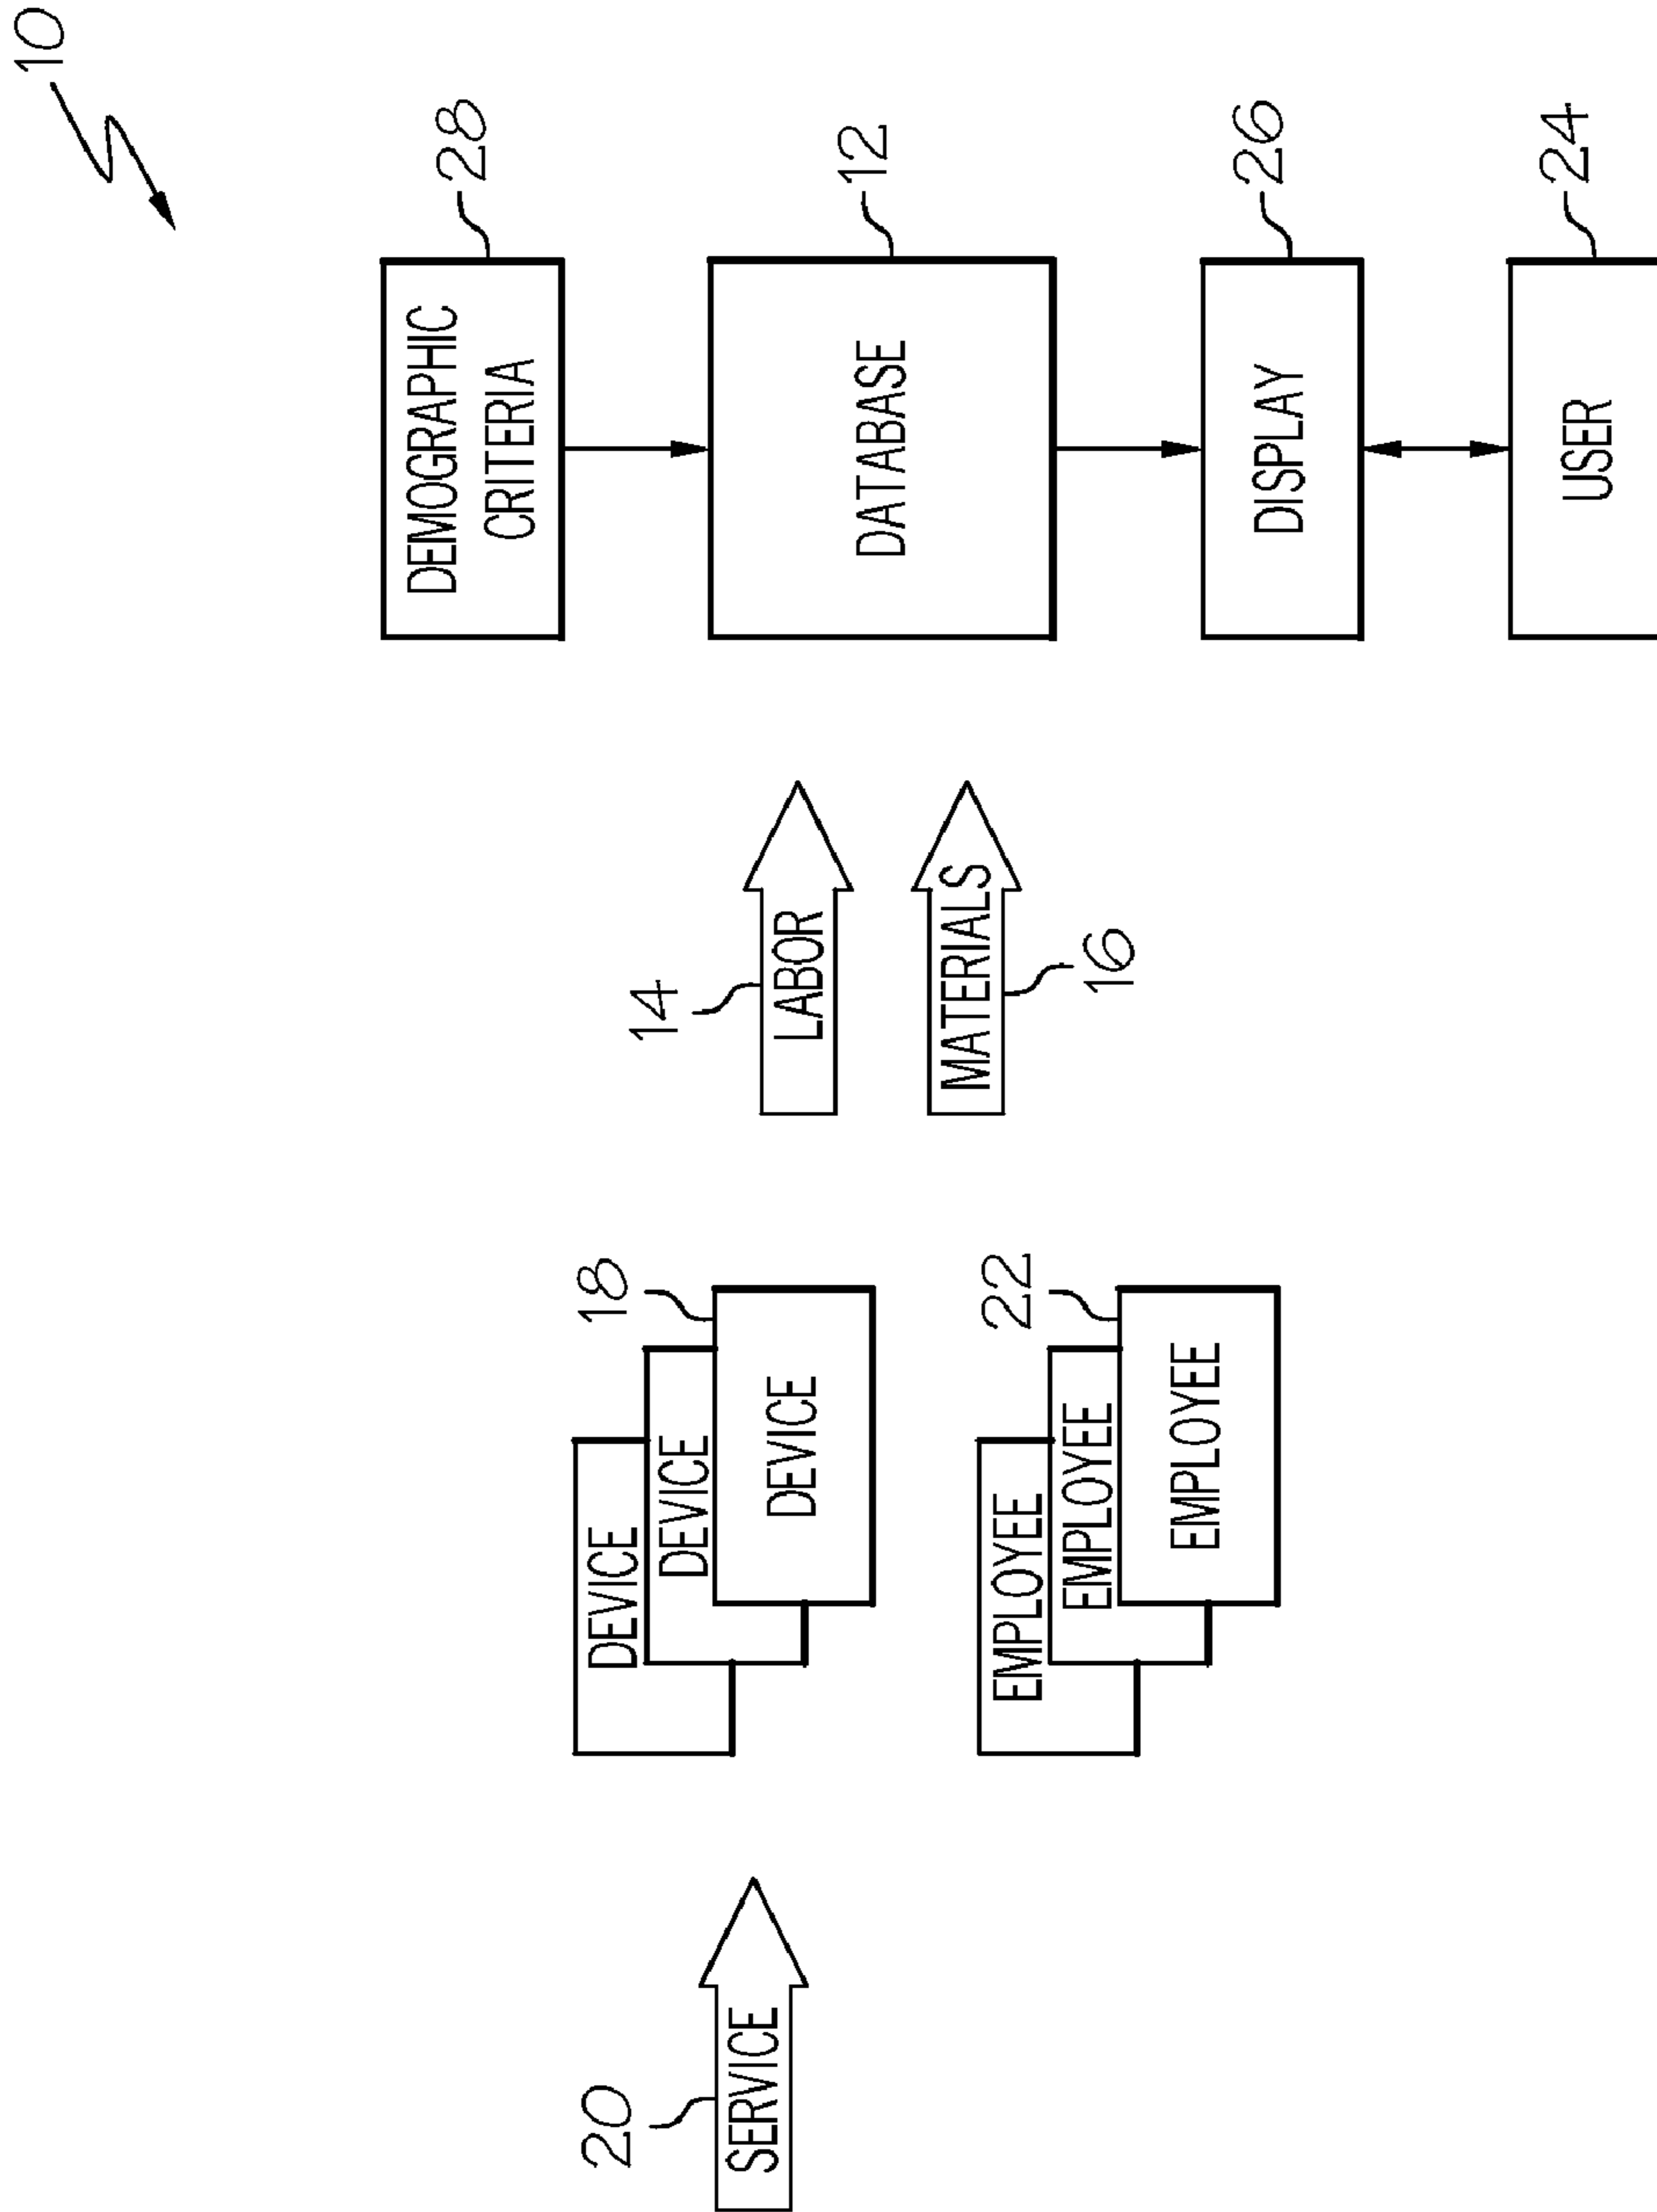 10
DEMOGRAPHIC
CRITERIA
28
20
SERVICE
DEVICE
DEVICE
DEVICE
18
14
LABOR
DATABASE
12
EMPLOYEE
EMPLOYEE
EMPLOYEE
22
MATERIALS
16
DISPLAY
26
USER
24